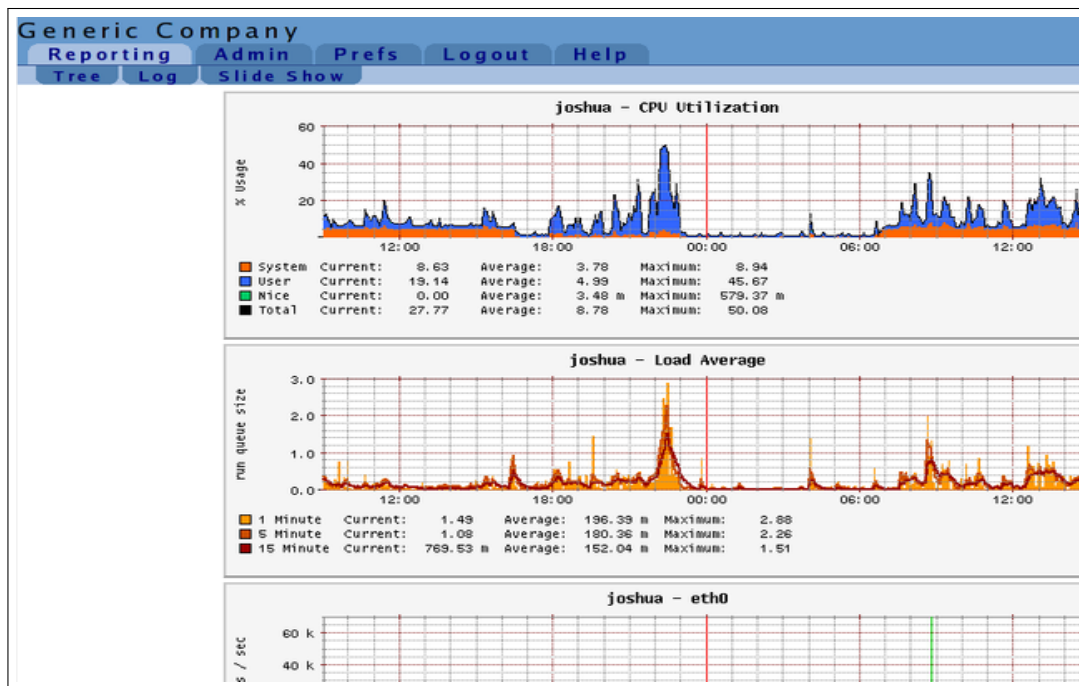 Generic Company
Reporting Admin Prefs Logout Help
Tree Log Slide Show
joshua - CPU Utilization
60
40
20
% Usage
12:00 18:00 00:00 06:00 12:00
System Current: 8.63 Average: 3.78 Maximum: 8.94
User Current: 19.14 Average: 4.99 Maximum: 45.67
Nice Current: 0.00 Average: 3.48 m Maximum: 579.37 m
Total Current: 27.77 Average: 8.78 Maximum: 50.08
joshua - Load Average
3.0
2.0
1.0
0.0
run queue size
12:00 18:00 00:00 06:00 12:00
1 Minute Current: 1.49 Average: 196.39 m Maximum: 2.88
5 Minute Current: 1.08 Average: 180.36 m Maximum: 2.26
15 Minute Current: 769.53 m Average: 152.04 m Maximum: 1.51
joshua - eth0
60 k
40 k
/ sec